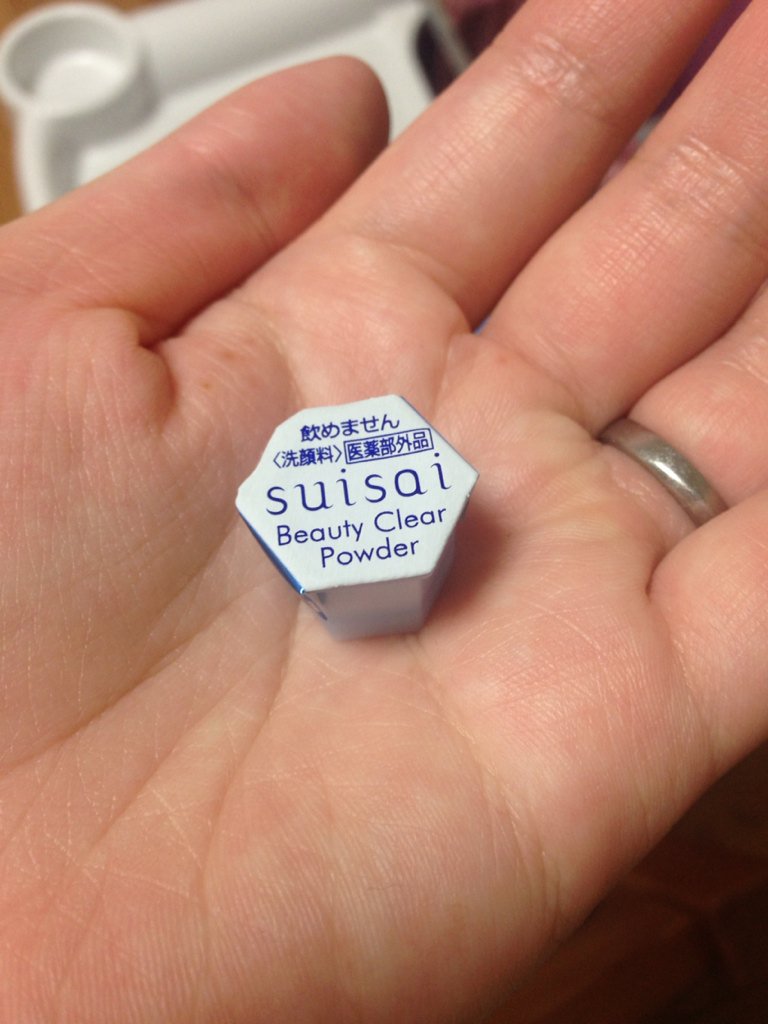 飲めません
〈洗顔料〉医薬部外品
suisai
Beauty Clear
Powder